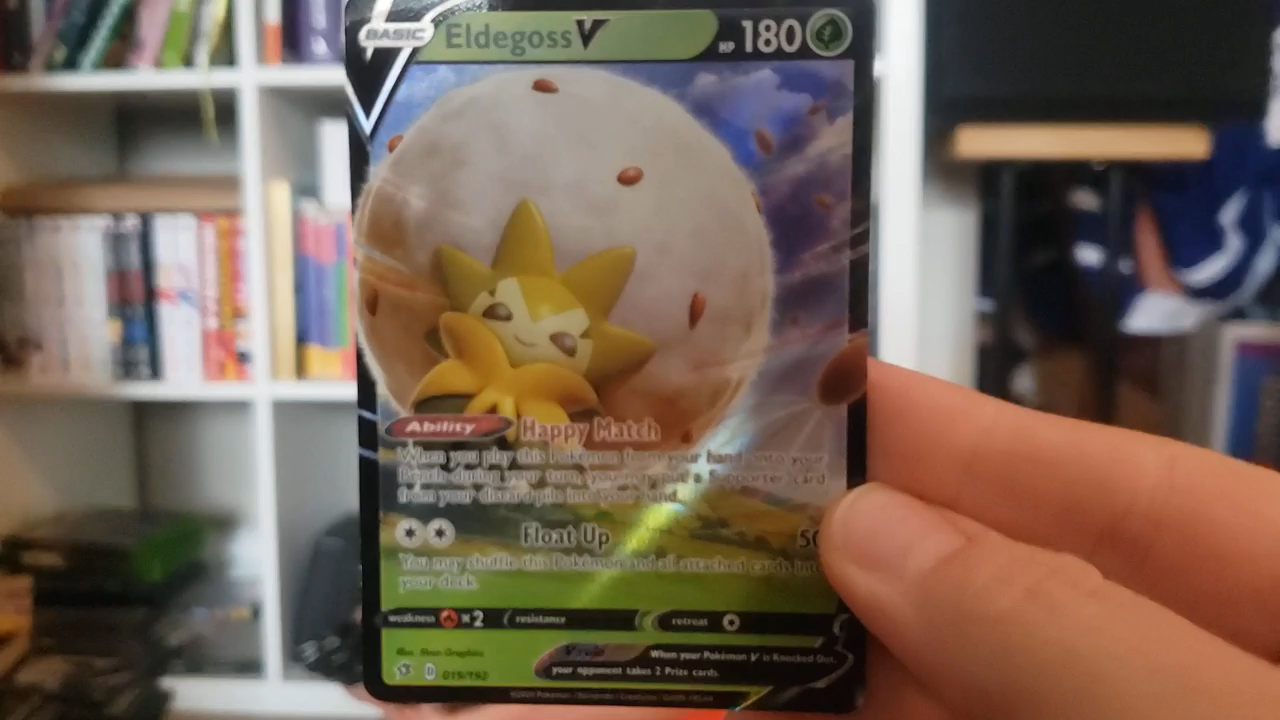 BASIC Eldegoss V HP 180
Ability Happy Match
When you play this Pokémon from your hand onto your
Bench during your turn, you may put a Supporter card
from your discard pile into your hand.
Float Up 50
You may shuffle this Pokémon and all attached cards into
your deck.
weakness ×2 resistance retreat
V rule When your Pokémon V is Knocked Out,
your opponent takes 2 Prize cards.
D 019/192